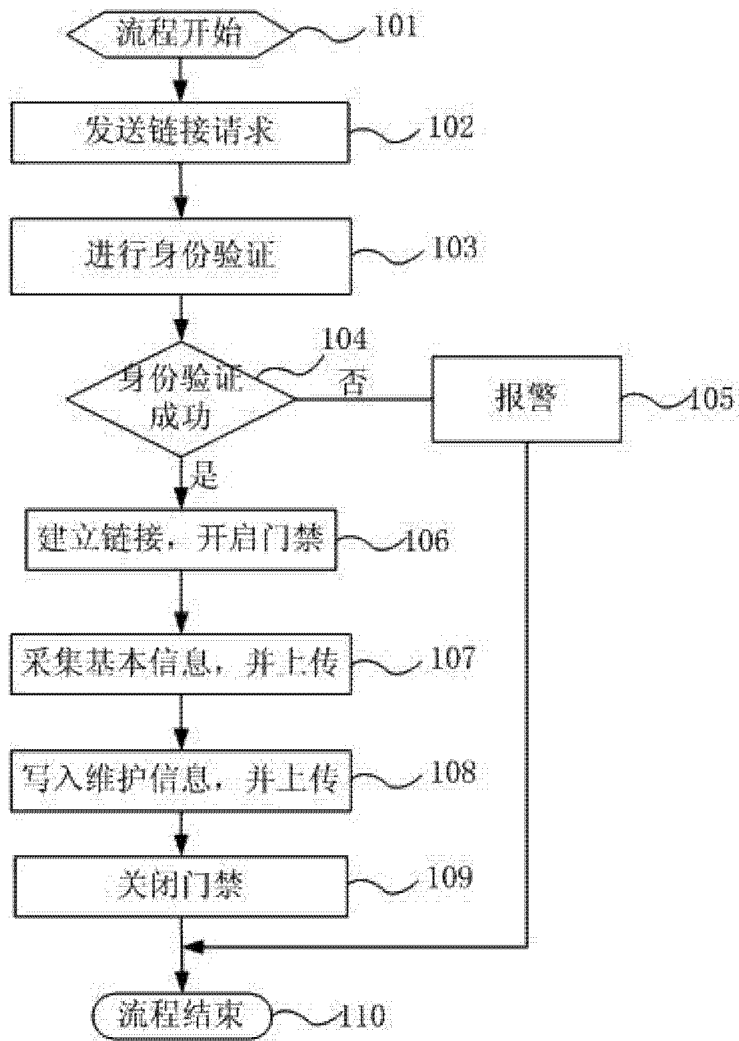 流程开始
101
发送链接请求
102
进行身份验证
103
104
身份验证
成功
否
报警
105
是
建立链接，开启门禁
106
采集基本信息，并上传
107
写入维护信息，并上传
108
关闭门禁
109
流程结束
110